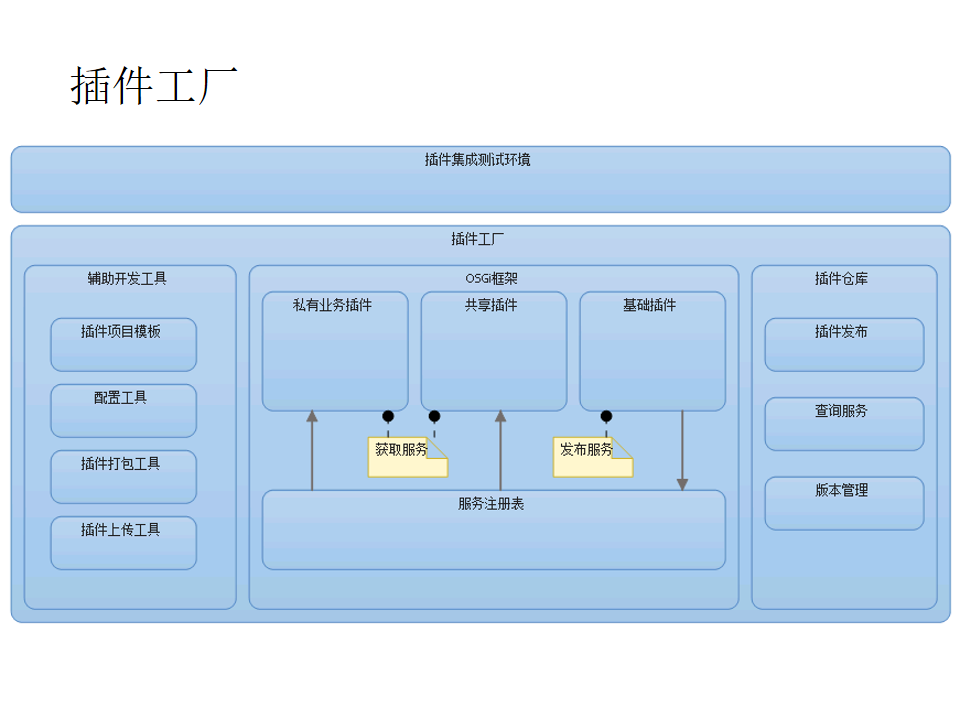 插件工厂
插件集成测试环境
插件工厂
辅助开发工具
插件项目模板
配置工具
插件打包工具
插件上传工具
OSGi框架
私有业务插件
共享插件
基础插件
获取服务
发布服务
服务注册表
插件仓库
插件发布
查询服务
版本管理